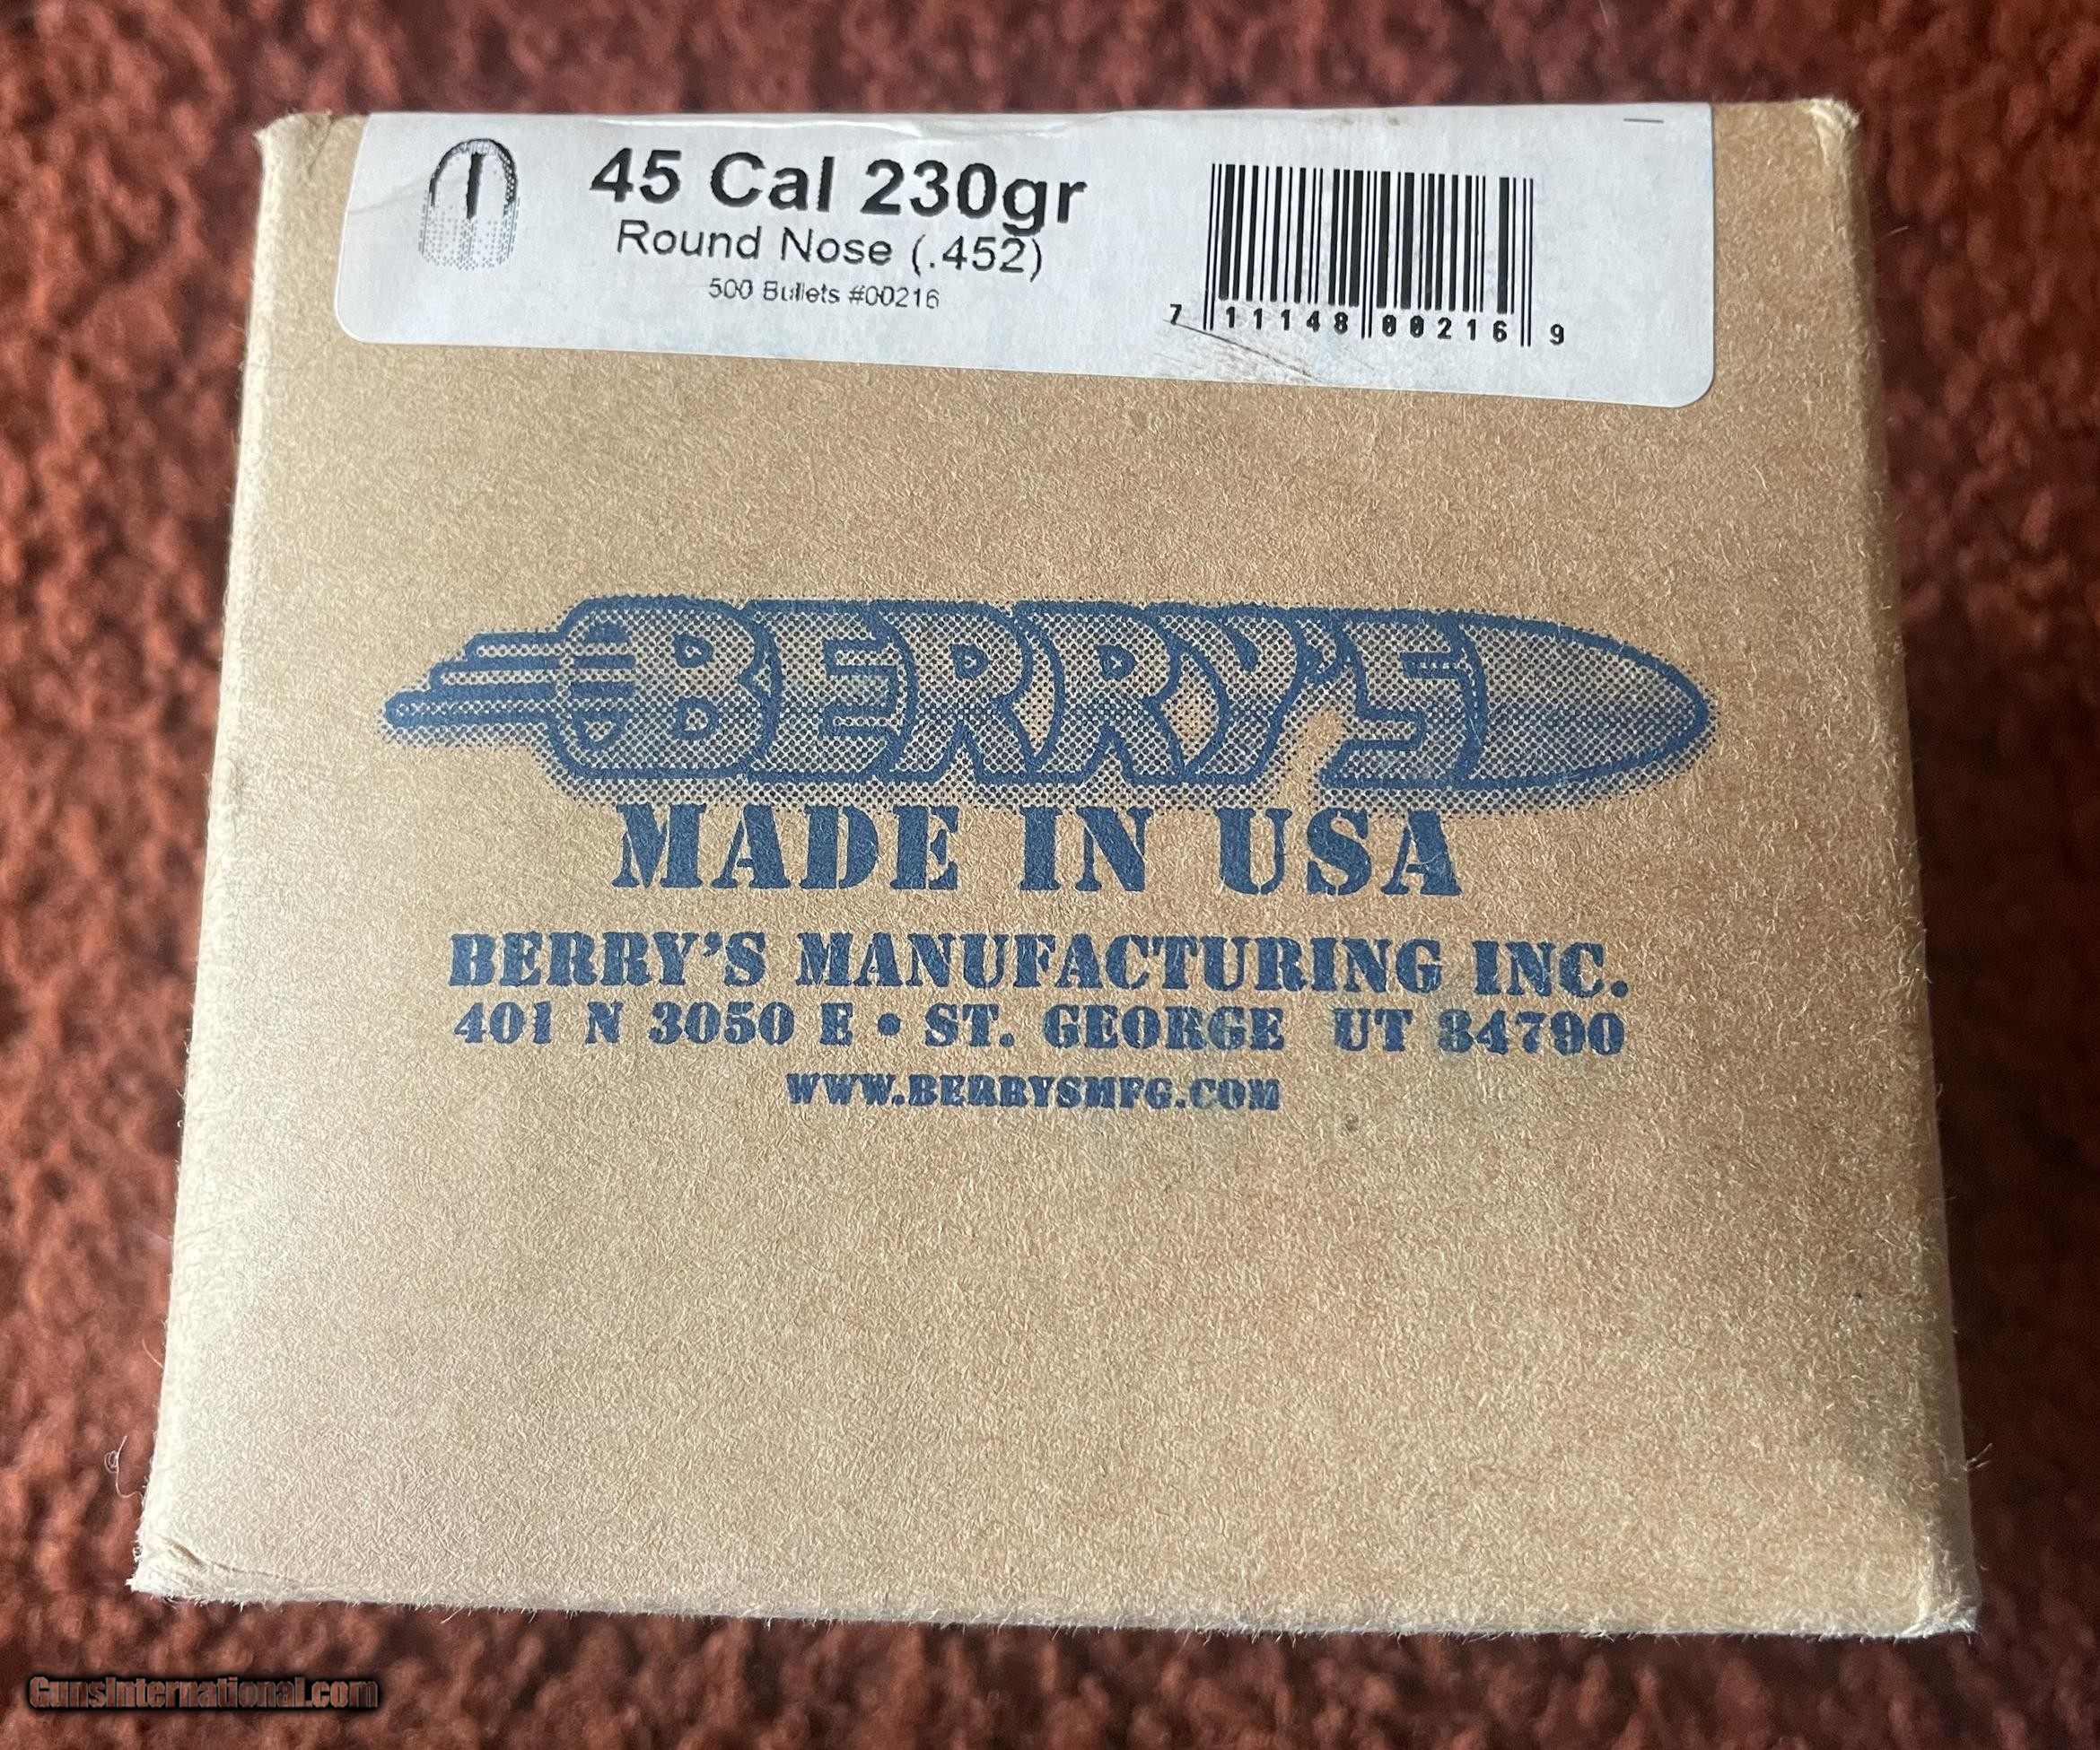 45 Cal 230gr
Round Nose (.452)
500 Bullets #00216
7 11148 00216 9
BERRY'S
MADE IN USA
BERRY'S MANUFACTURING INC.
401 N 3050 E • ST. GEORGE UT 84790
WWW.BERRYSMFG.COM
GunsInternational.com